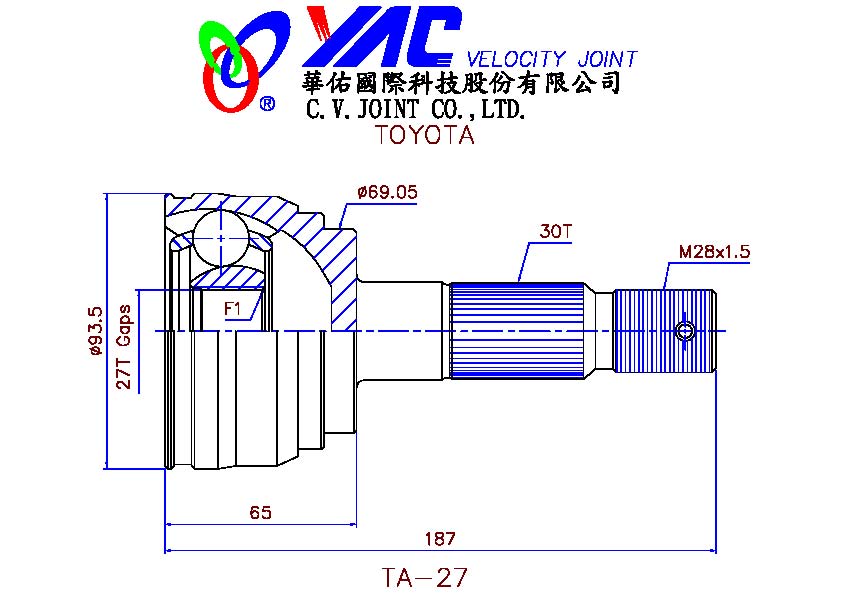 YAC VELOCITY JOINT
華佑國際科技股份有限公司
C.V.JOINT CO.,LTD.
®
TOYOTA
ø69.05
30T
M28x1.5
F1
ø93.5
27T Gaps
65
187
TA-27